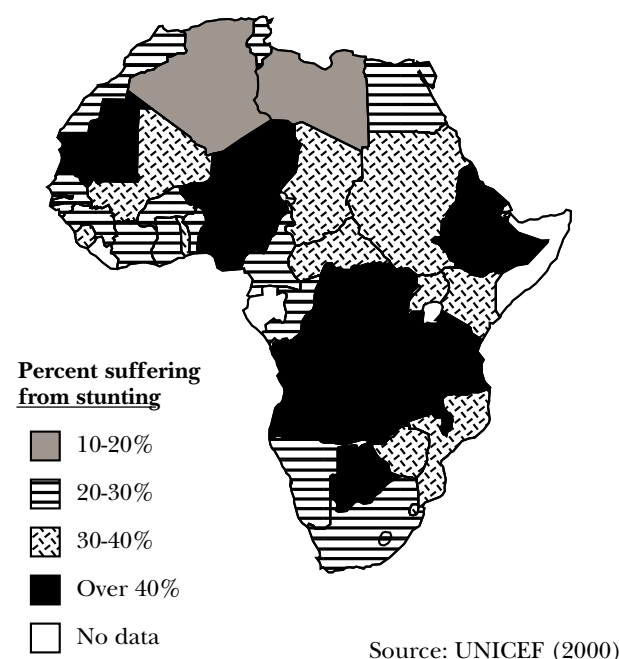 Percent suffering
from stunting
10-20%
20-30%
30-40%
Over 40%
No data
Source: UNICEF (2000)